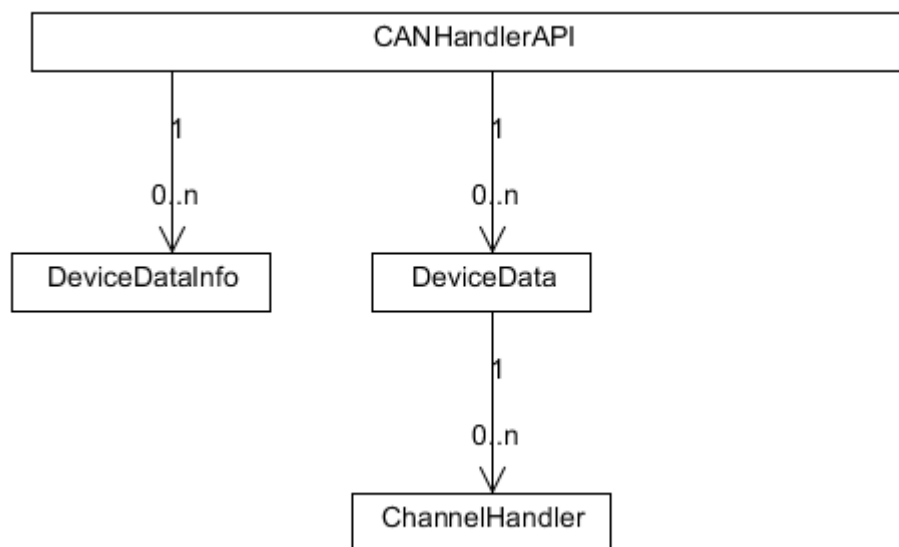 CANHandlerAPI
1
1
0..n
0..n
DeviceDataInfo
DeviceData
1
0..n
ChannelHandler